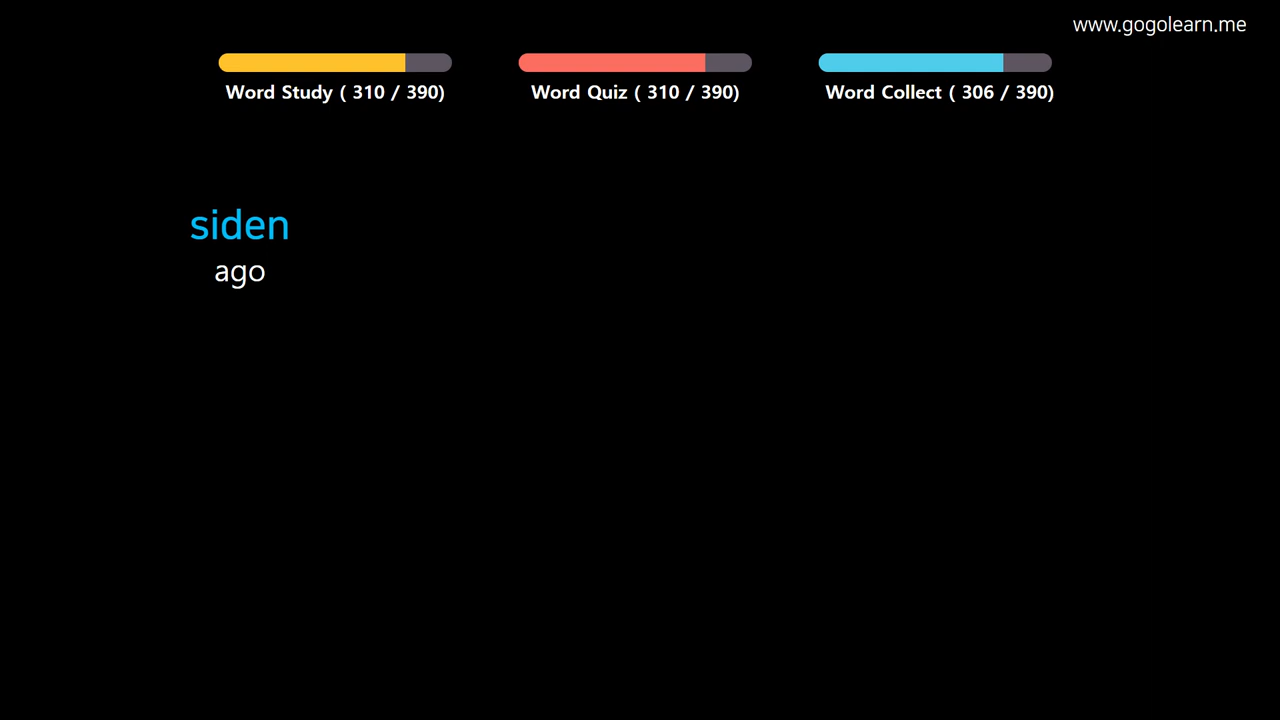 www.gogolearn.me
Word Study ( 310 / 390)
Word Quiz ( 310 / 390)
Word Collect ( 306 / 390)
siden
ago